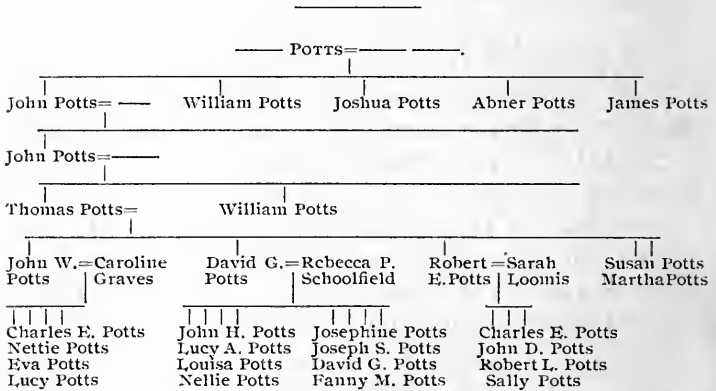 —— POTTS=—— ——.
John Potts= —— William Potts Joshua Potts Abner Potts James Potts
John Potts=——
Thomas Potts= William Potts
John W.=Caroline David G.=Rebecca P. Robert =Sarah Susan Potts
Potts Graves Potts Schoolfield E. Potts Loomis Martha Potts
Charles E. Potts John H. Potts Josephine Potts Charles E. Potts
Nettie Potts Lucy A. Potts Joseph S. Potts John D. Potts
Eva Potts Louisa Potts David G. Potts Robert L. Potts
Lucy Potts Nellie Potts Fanny M. Potts Sally Potts